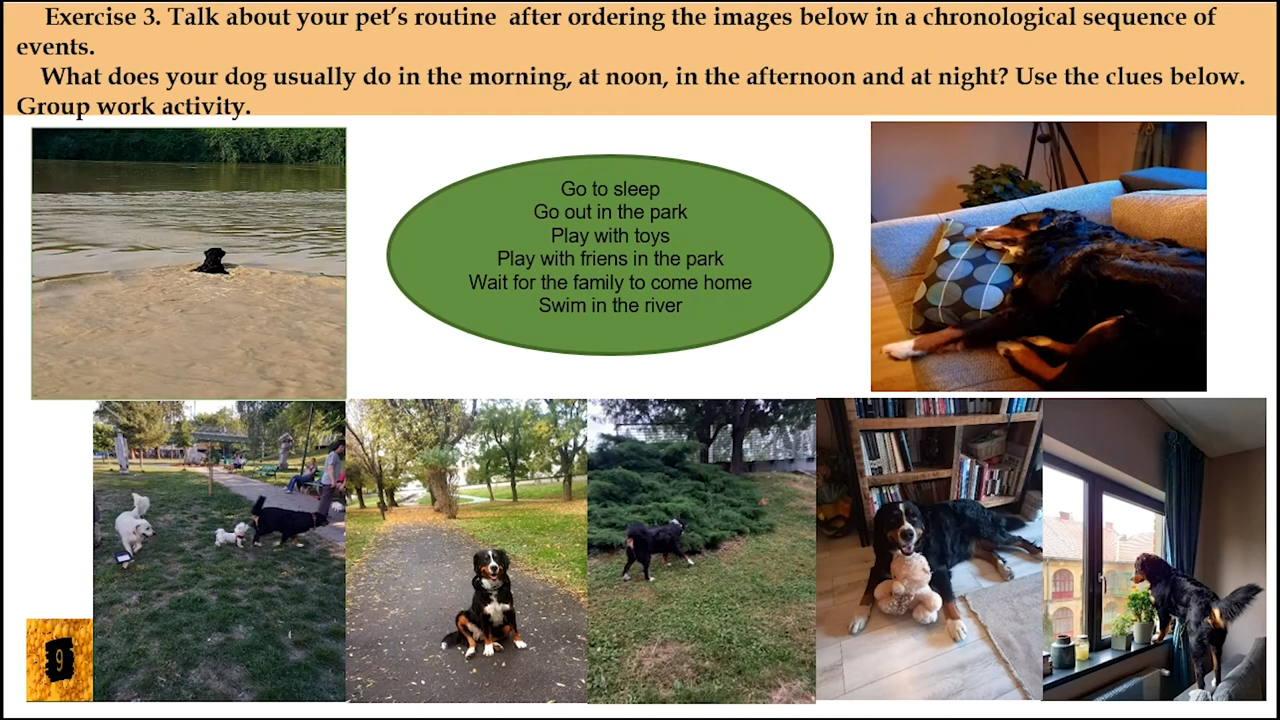 Exercise 3. Talk about your pet’s routine  after ordering the images below in a chronological sequence of
events.
What does your dog usually do in the morning, at noon, in the afternoon and at night? Use the clues below.
Group work activity.
Go to sleep
Go out in the park
Play with toys
Play with friens in the park
Wait for the family to come home
Swim in the river
9